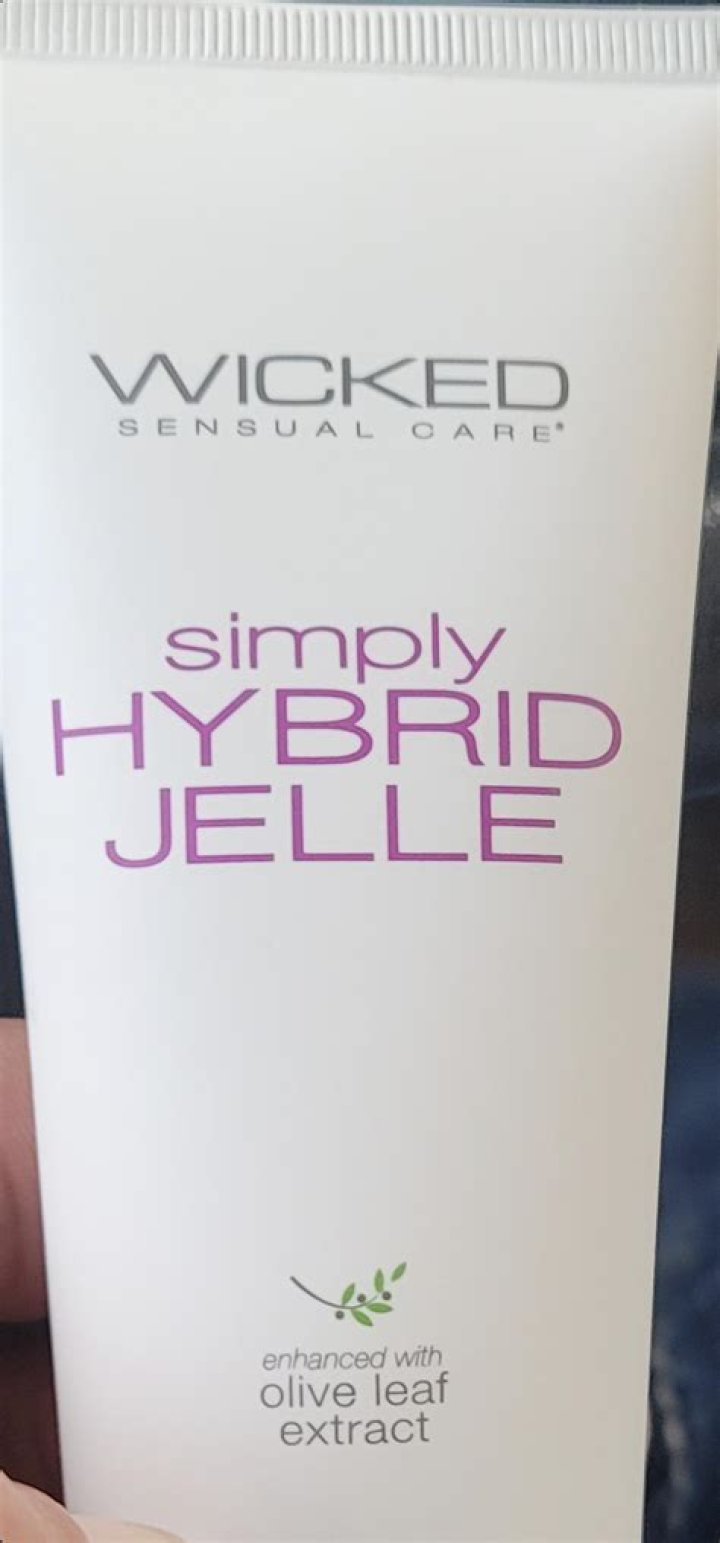 WICKED
SENSUAL CARE®
simply
HYBRID
JELLE
enhanced with
olive leaf
extract